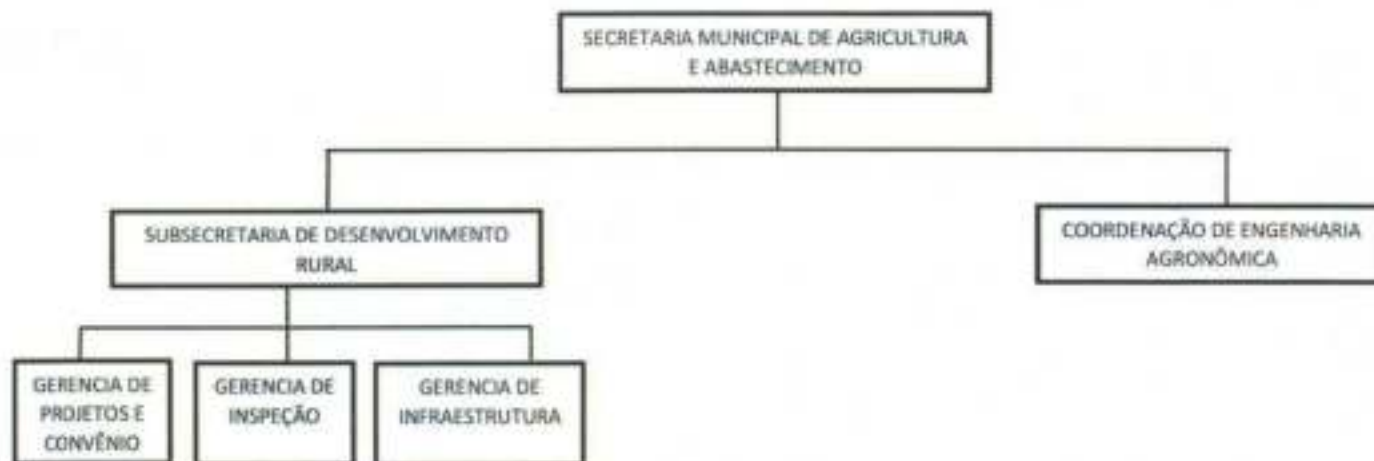 SECRETARIA MUNICIPAL DE AGRICULTURA
E ABASTECIMENTO
SUBSECRETARIA DE DESENVOLVIMENTO
RURAL
COORDENAÇÃO DE ENGENHARIA
AGRONÔMICA
GERENCIA DE
PROJETOS E
CONVÊNIO
GERENCIA DE
INSPEÇÃO
GERENCIA DE
INFRAESTRUTURA